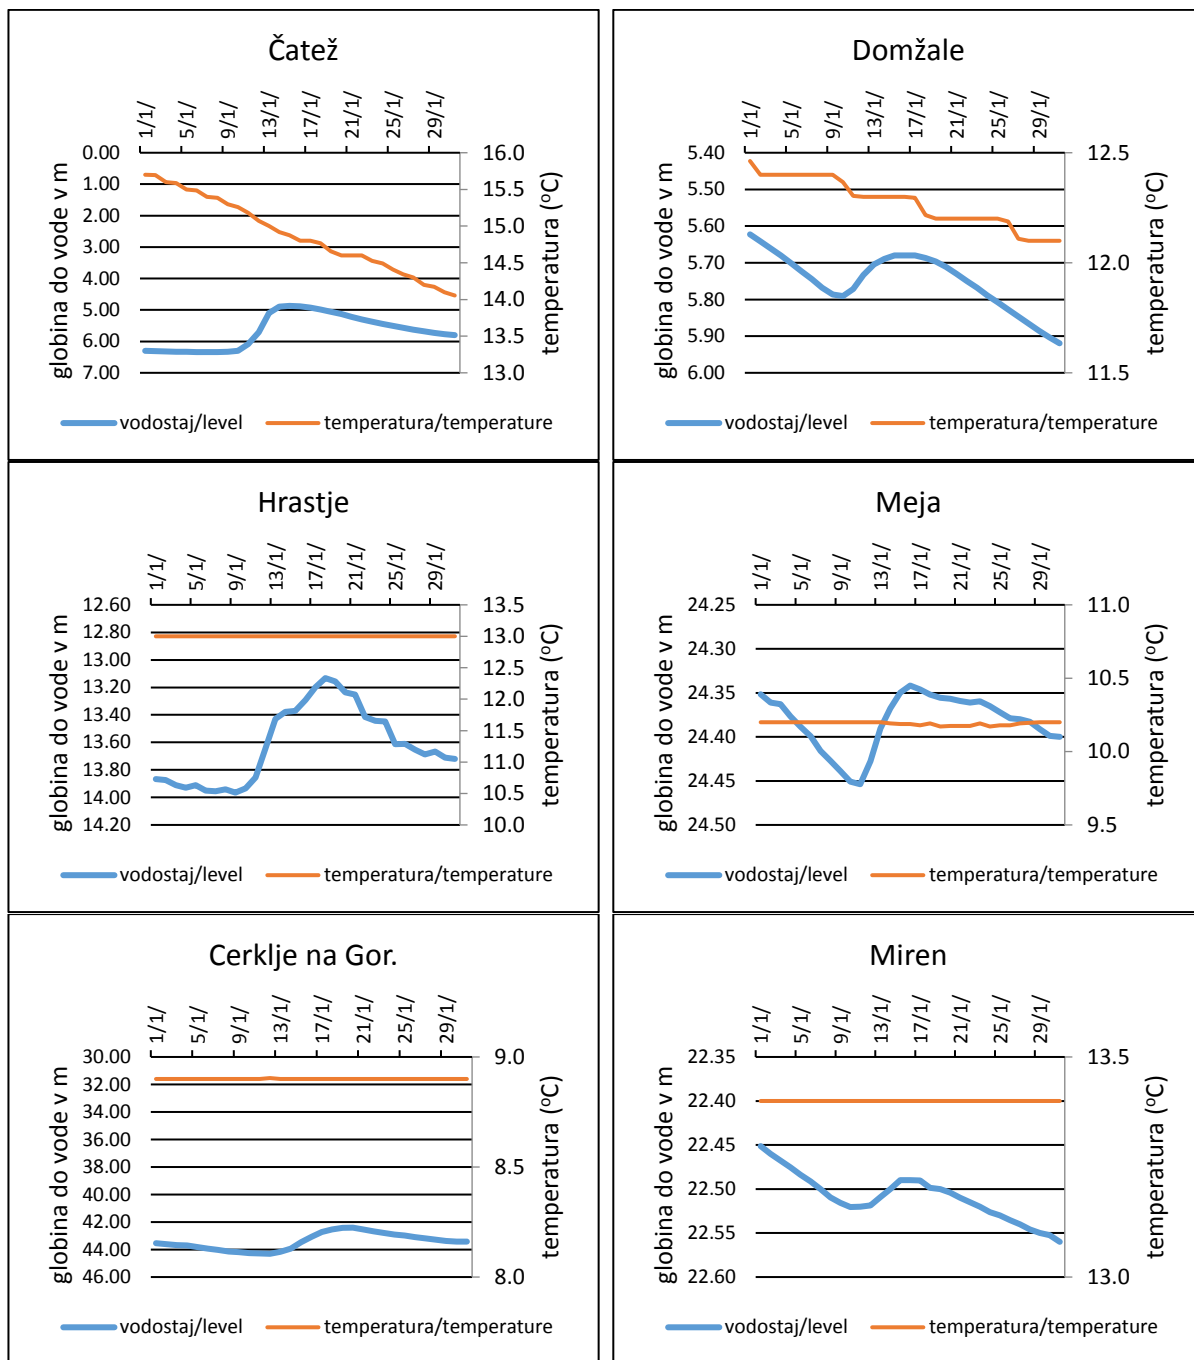 Čatež
1/1/ 5/1/ 9/1/ 13/1/ 17/1/ 21/1/ 25/1/ 29/1/
globina do vode v m
0.00
1.00
2.00
3.00
4.00
5.00
6.00
7.00
16.0
15.5
15.0
14.5
14.0
13.5
13.0
temperatura (ºC)
vodostaj/level temperatura/temperature
Domžale
1/1/ 5/1/ 9/1/ 13/1/ 17/1/ 21/1/ 25/1/ 29/1/
globina do vode v m
5.40
5.50
5.60
5.70
5.80
5.90
6.00
12.5
12.0
11.5
temperatura (ºC)
vodostaj/level temperatura/temperature
Hrastje
1/1/ 5/1/ 9/1/ 13/1/ 17/1/ 21/1/ 25/1/ 29/1/
globina do vode v m
12.60
12.80
13.00
13.20
13.40
13.60
13.80
14.00
14.20
13.5
13.0
12.5
12.0
11.5
11.0
10.5
10.0
temperatura (ºC)
vodostaj/level temperatura/temperature
Meja
1/1/ 5/1/ 9/1/ 13/1/ 17/1/ 21/1/ 25/1/ 29/1/
globina do vode v m
24.25
24.30
24.35
24.40
24.45
24.50
11.0
10.5
10.0
9.5
temperatura (ºC)
vodostaj/level temperatura/temperature
Cerklje na Gor.
1/1/ 5/1/ 9/1/ 13/1/ 17/1/ 21/1/ 25/1/ 29/1/
globina do vode v m
30.00
32.00
34.00
36.00
38.00
40.00
42.00
44.00
46.00
9.0
8.5
8.0
temperatura (ºC)
vodostaj/level temperatura/temperature
Miren
1/1/ 5/1/ 9/1/ 13/1/ 17/1/ 21/1/ 25/1/ 29/1/
globina do vode v m
22.35
22.40
22.45
22.50
22.55
22.60
13.5
13.0
temperatura (ºC)
vodostaj/level temperatura/temperature